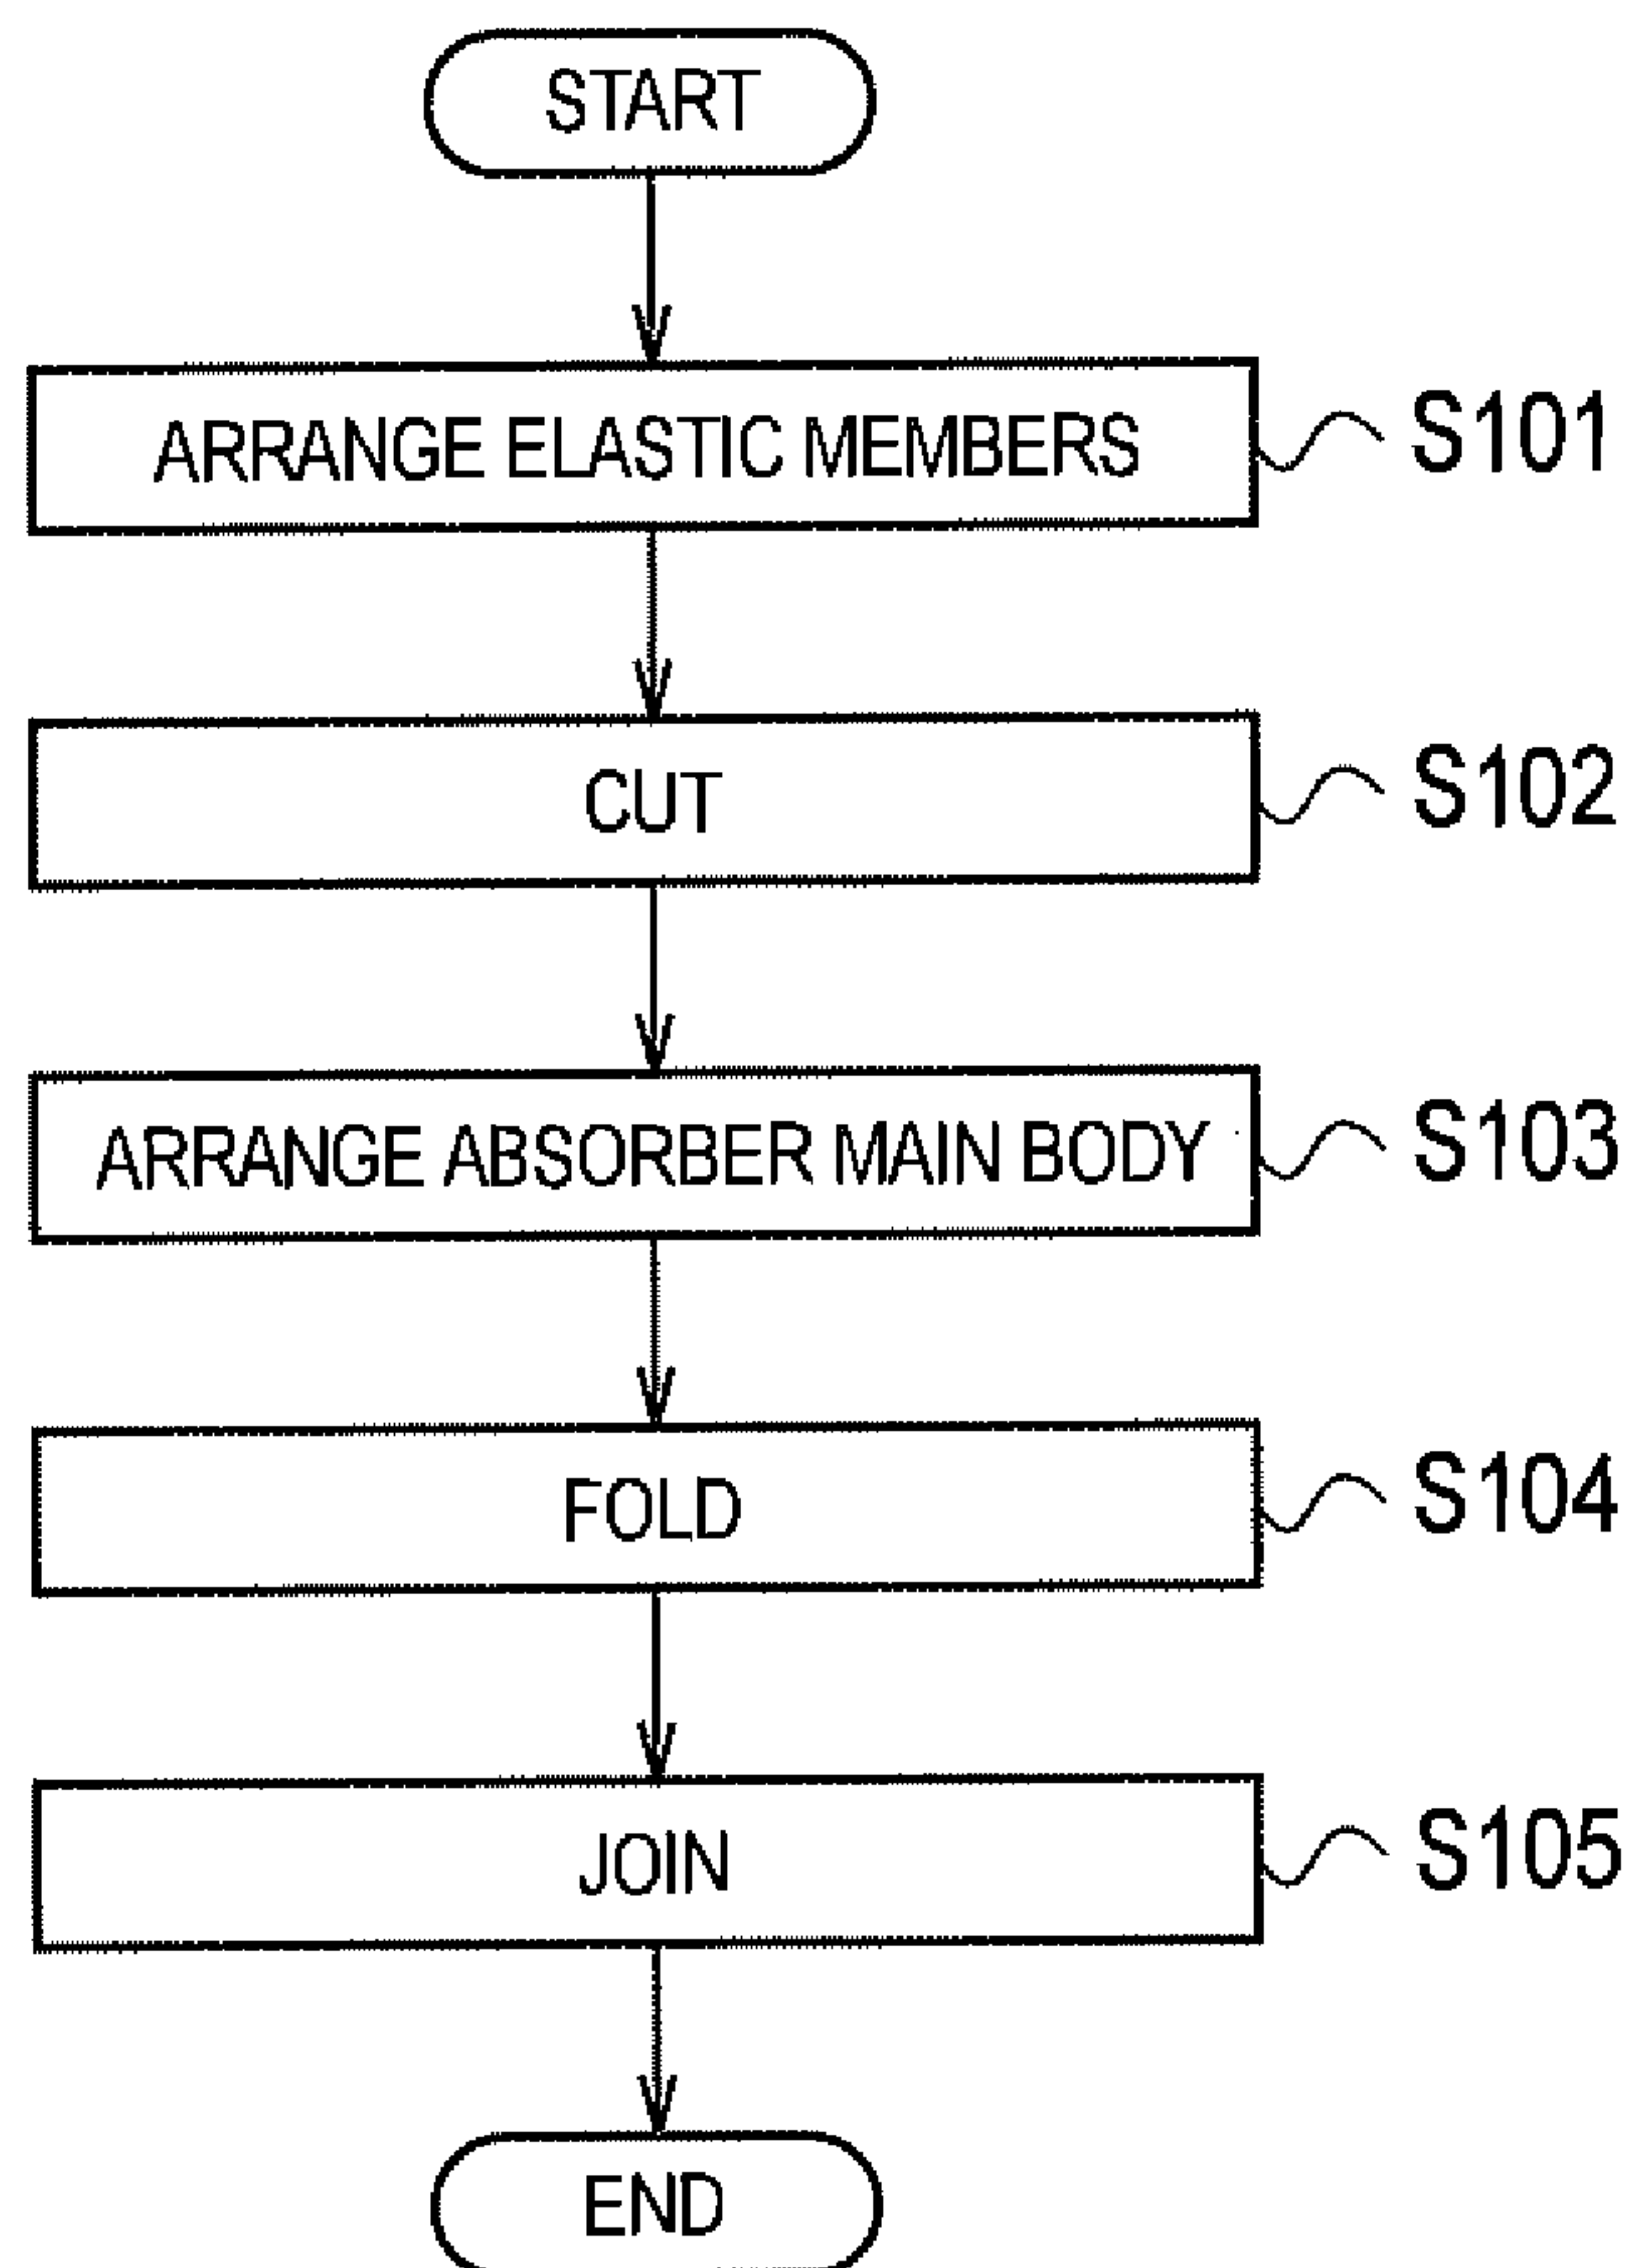 START
ARRANGE ELASTIC MEMBERS S101
CUT S102
ARRANGE ABSORBER MAIN BODY S103
FOLD S104
JOIN S105
END